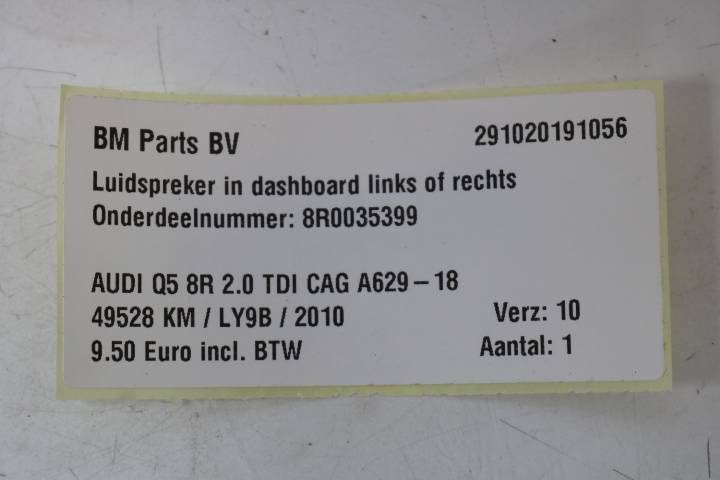 BM Parts BV 291020191056
Luidspreker in dashboard links of rechts
Onderdeelnummer: 8R0035399
AUDI Q5 8R 2.0 TDI CAG A629-18
49528 KM / LY9B / 2010 Verz: 10
9.50 Euro incl. BTW Aantal: 1